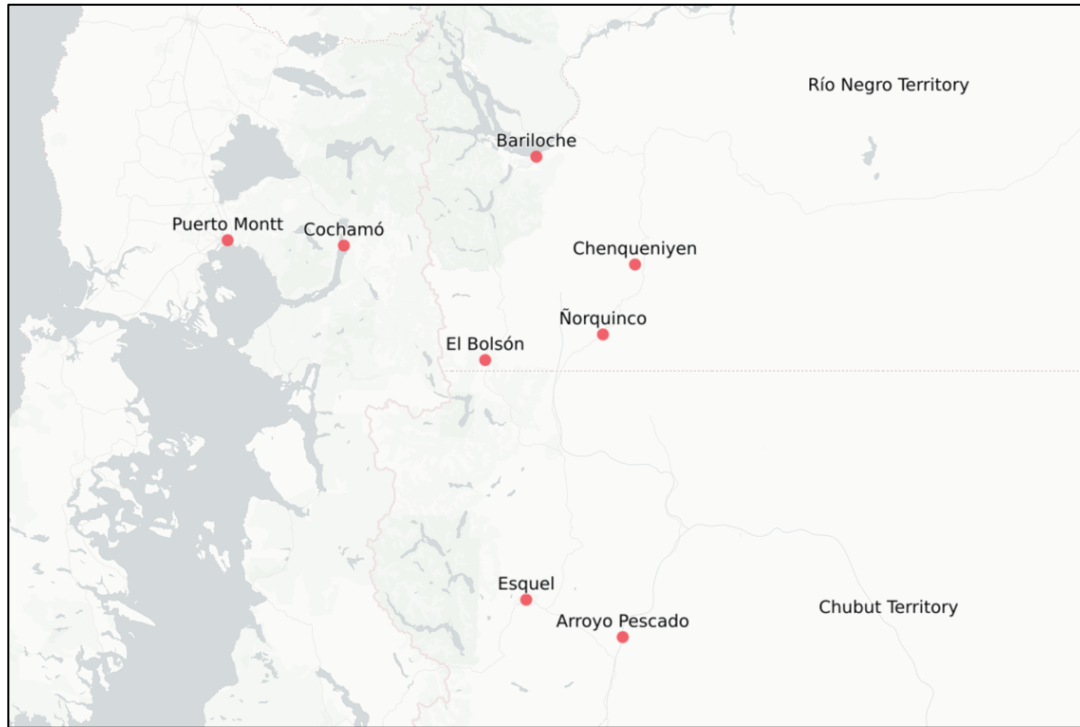 Río Negro Territory
Bariloche
Puerto Montt
Cochamó
Chenqueniyen
Ñorquinco
El Bolsón
Esquel
Chubut Territory
Arroyo Pescado